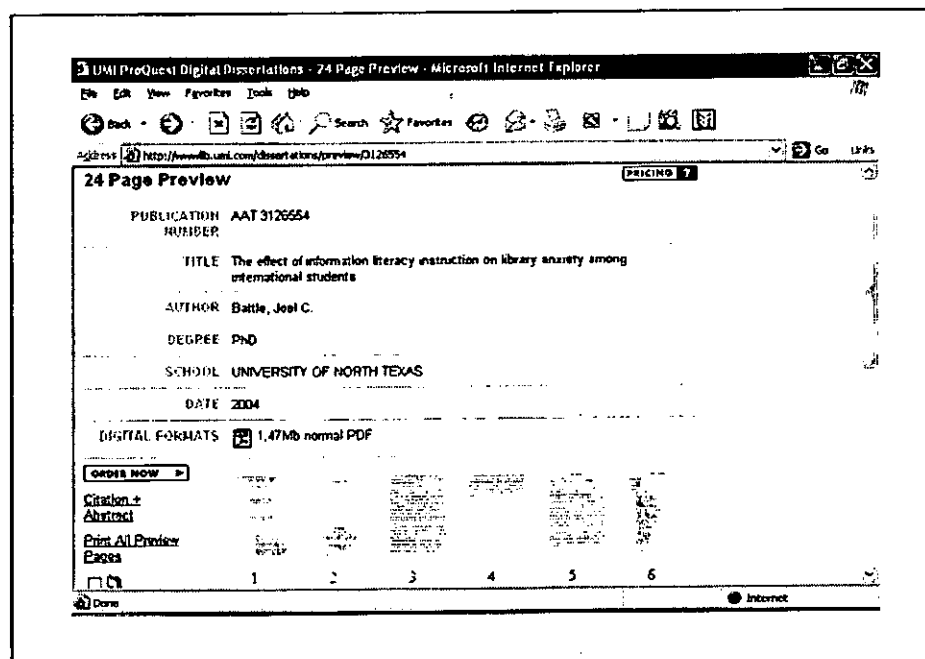 UMI ProQuest Digital Dissertations - 24 Page Preview - Microsoft Internet Explorer
File Edit View Favorites Tools Help
Back Search Favorites
Address http://wwwlib.umi.com/dissertations/preview/3126554 Go Links
24 Page Preview PRICING ?
PUBLICATION NUMBER AAT 3126554
TITLE The effect of information literacy instruction on library anxiety among
international students
AUTHOR Battle, Joel C.
DEGREE PhD
SCHOOL UNIVERSITY OF NORTH TEXAS
DATE 2004
DIGITAL FORMATS 1,47Mb normal PDF
ORDER NOW
Citation +
Abstract
Print All Preview
Pages
1 2 3 4 5 6
Done Internet